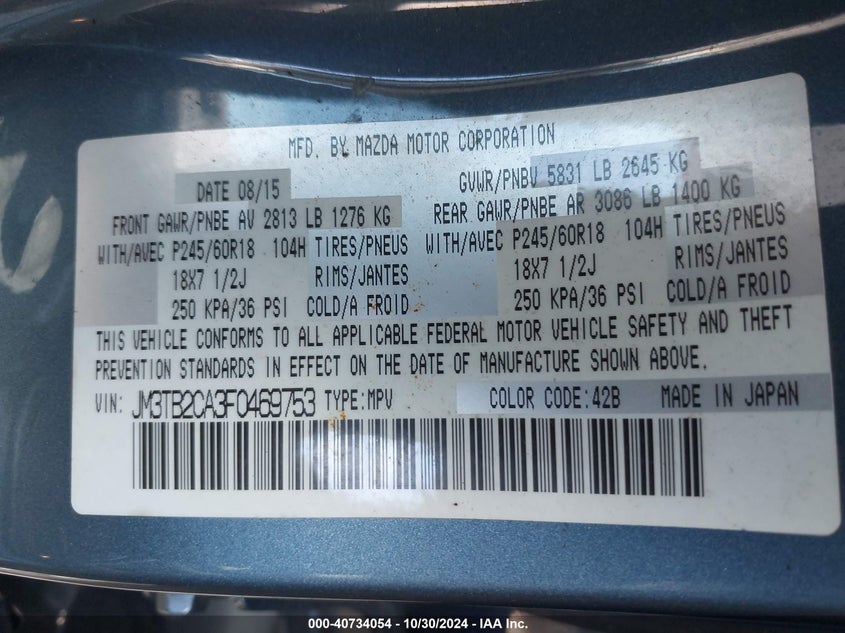 MFD. BY MAZDA MOTOR CORPORATION
DATE 08/15 GVWR/PNBV 5831 LB 2645 KG
FRONT GAWR/PNBE AV 2813 LB 1276 KG REAR GAWR/PNBE AR 3086 LB 1400 KG
WITH/AVEC P245/60R18 104H TIRES/PNEUS WITH/AVEC P245/60R18 104H TIRES/PNEUS
18X7 1/2J RIMS/JANTES 18X7 1/2J RIMS/JANTES
250 KPA/36 PSI COLD/A FROID 250 KPA/36 PSI COLD/A FROID
THIS VEHICLE CONFORMS TO ALL APPLICABLE FEDERAL MOTOR VEHICLE SAFETY AND THEFT
PREVENTION STANDARDS IN EFFECT ON THE DATE OF MANUFACTURE SHOWN ABOVE.
VIN: JM3TB2CA3F0469753 TYPE:MPV COLOR CODE:42B MADE IN JAPAN
000-40734054 - 10/30/2024 - IAA Inc.